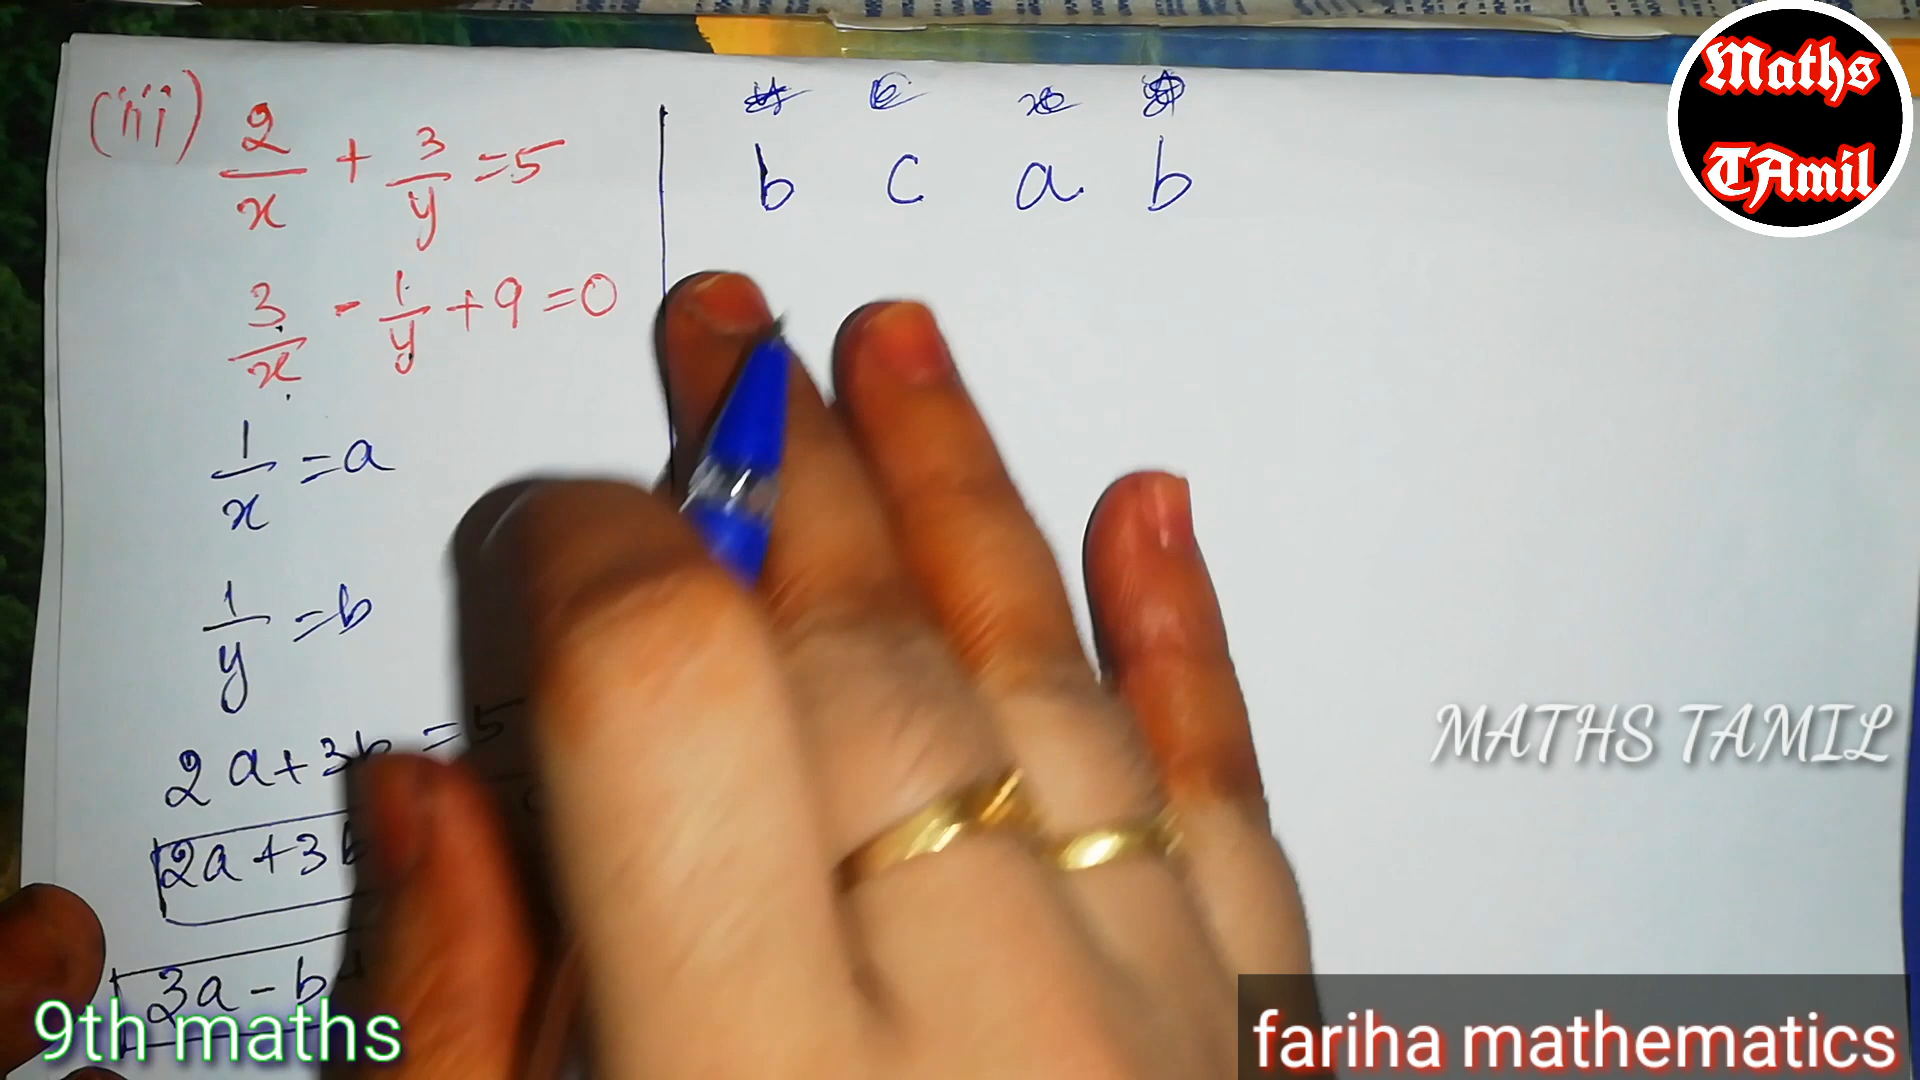 (iii) 2/x + 3/y = 5
3/x - 1/y + 9 = 0
1/x = a
1/y = b
2a + 3b = 5
2a + 3b
3a - b
b c a b
Maths
TAmil
MATHS TAMIL
9th maths
fariha mathematics